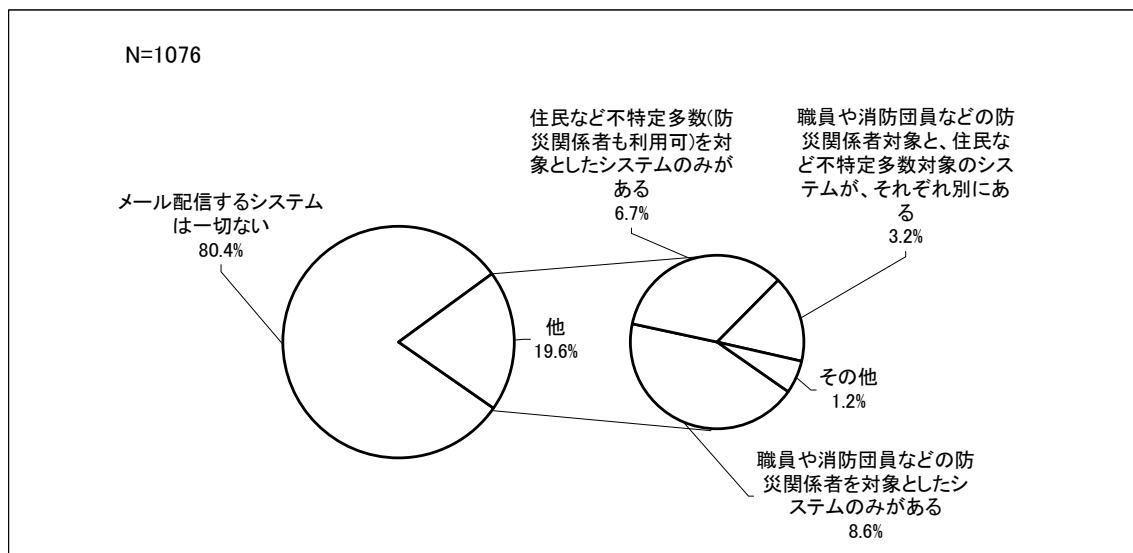 N=1076
メール配信するシステム
は一切ない
80.4%
他
19.6%
住民など不特定多数(防
災関係者も利用可)を対
象としたシステムのみが
ある
6.7%
職員や消防団員などの防
災関係者対象と、住民な
ど不特定多数対象のシス
テムが、それぞれ別にあ
る
3.2%
その他
1.2%
職員や消防団員などの防
災関係者を対象としたシ
ステムのみがある
8.6%